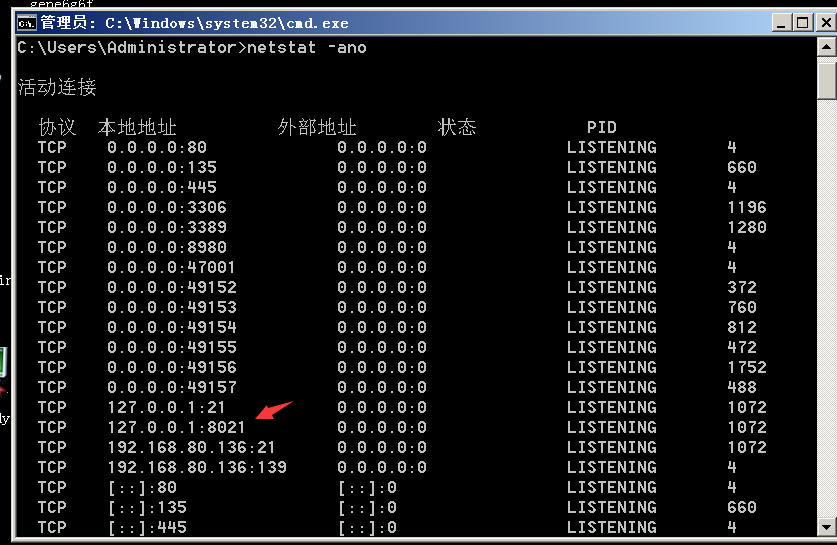 gene6g6f
管理员: C:\Windows\system32\cmd.exe
C:\Users\Administrator>netstat -ano
活动连接
协议 本地地址 外部地址 状态 PID
TCP 0.0.0.0:80 0.0.0.0:0 LISTENING 4
TCP 0.0.0.0:135 0.0.0.0:0 LISTENING 660
TCP 0.0.0.0:445 0.0.0.0:0 LISTENING 4
TCP 0.0.0.0:3306 0.0.0.0:0 LISTENING 1196
TCP 0.0.0.0:3389 0.0.0.0:0 LISTENING 1280
TCP 0.0.0.0:8980 0.0.0.0:0 LISTENING 4
TCP 0.0.0.0:47001 0.0.0.0:0 LISTENING 4
TCP 0.0.0.0:49152 0.0.0.0:0 LISTENING 372
TCP 0.0.0.0:49153 0.0.0.0:0 LISTENING 760
TCP 0.0.0.0:49154 0.0.0.0:0 LISTENING 812
TCP 0.0.0.0:49155 0.0.0.0:0 LISTENING 472
TCP 0.0.0.0:49156 0.0.0.0:0 LISTENING 1752
TCP 0.0.0.0:49157 0.0.0.0:0 LISTENING 488
TCP 127.0.0.1:21 0.0.0.0:0 LISTENING 1072
TCP 127.0.0.1:8021 0.0.0.0:0 LISTENING 1072
TCP 192.168.80.136:21 0.0.0.0:0 LISTENING 1072
TCP 192.168.80.136:139 0.0.0.0:0 LISTENING 4
TCP [::]:80 [::]:0 LISTENING 4
TCP [::]:135 [::]:0 LISTENING 660
TCP [::]:445 [::]:0 LISTENING 4